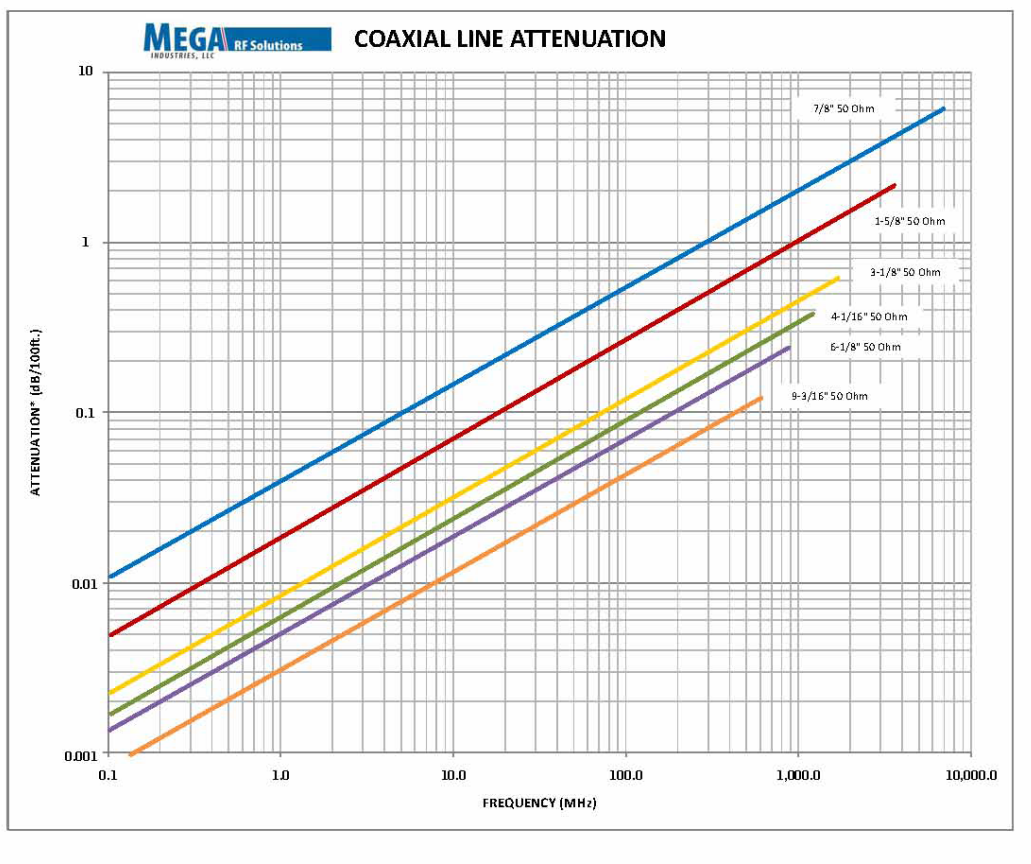 MEGA RF Solutions
INDUSTRIES, LLC
COAXIAL LINE ATTENUATION
10
7/8" 50 Ohm
1-5/8" 50 Ohm
1
3-1/8" 50 Ohm
4-1/16" 50 Ohm
6-1/8" 50 Ohm
9-3/16" 50 Ohm
0.1
ATTENUATION* (dB/100ft.)
0.01
0.001
0.1 1.0 10.0 100.0 1,000.0 10,000.0
FREQUENCY (MHz)